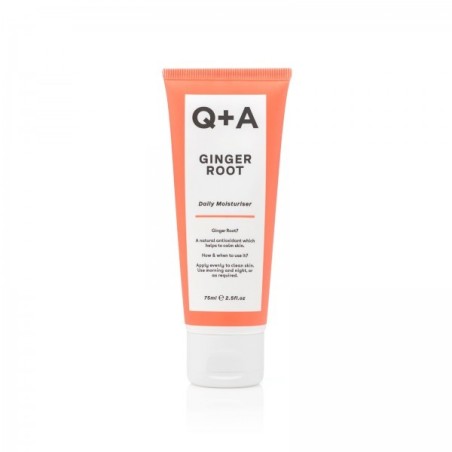 Q+A
GINGER
ROOT
Daily Moisturiser
Ginger Root?
A natural antioxidant which
helps to calm skin.
How & when to use it?
Apply evenly to clean skin.
Use morning and night, or
as required.
75ml ℮ 2.5fl.oz